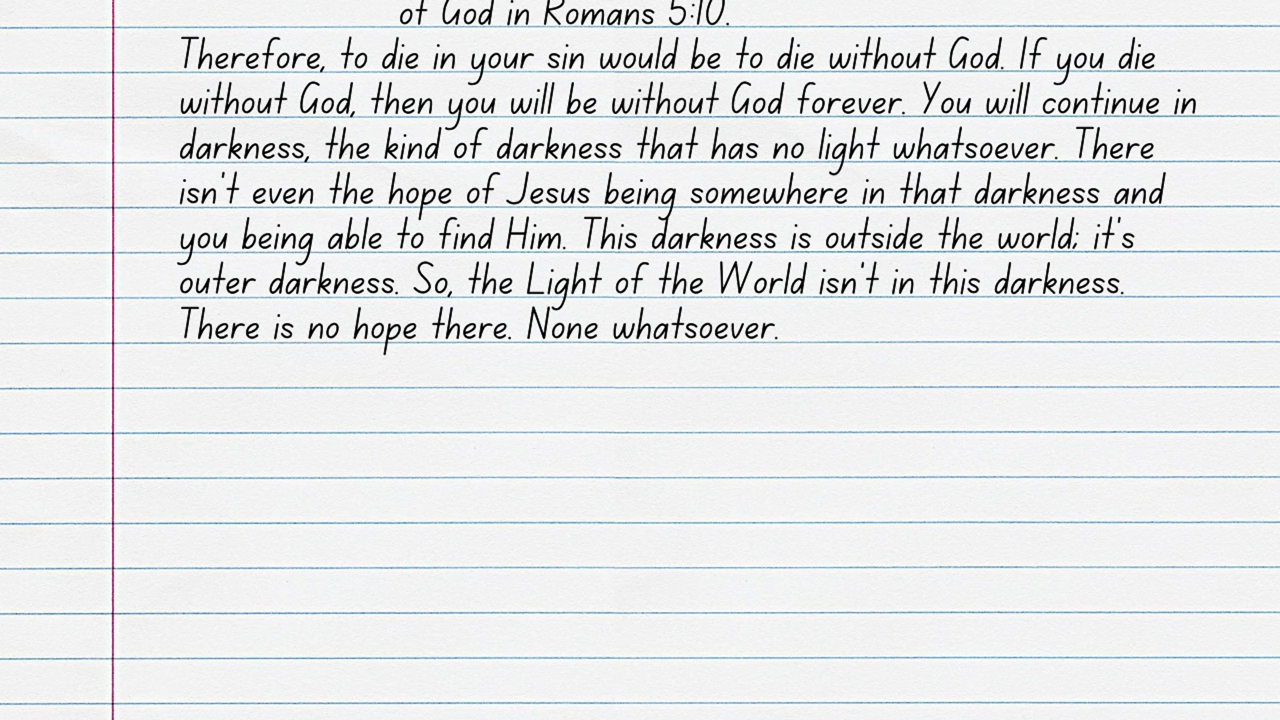 of God in Romans 5:10.
Therefore, to die in your sin would be to die without God. If you die
without God, then you will be without God forever. You will continue in
darkness, the kind of darkness that has no light whatsoever. There
isn't even the hope of Jesus being somewhere in that darkness and
you being able to find Him. This darkness is outside the world; it's
outer darkness. So, the Light of the World isn't in this darkness.
There is no hope there. None whatsoever.